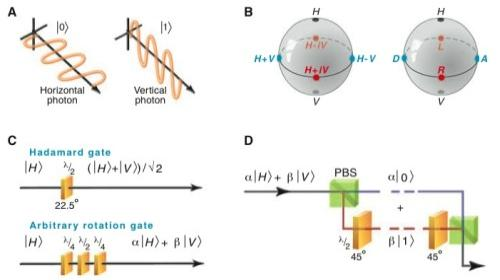 A
|0⟩
|1⟩
Horizontal
photon
Vertical
photon
B
H
H-iV
H+V
H-V
H+iV
V
H
L
D
A
R
V
C
Hadamard gate
|H⟩ λ/2 (|H⟩+|V⟩)/√2
22.5°
Arbitrary rotation gate
|H⟩ λ/4 λ/2 λ/4 α|H⟩ + β|V⟩
D
α|H⟩ + β|V⟩ PBS α|0⟩
+
λ/2 β|1⟩
45° 45°